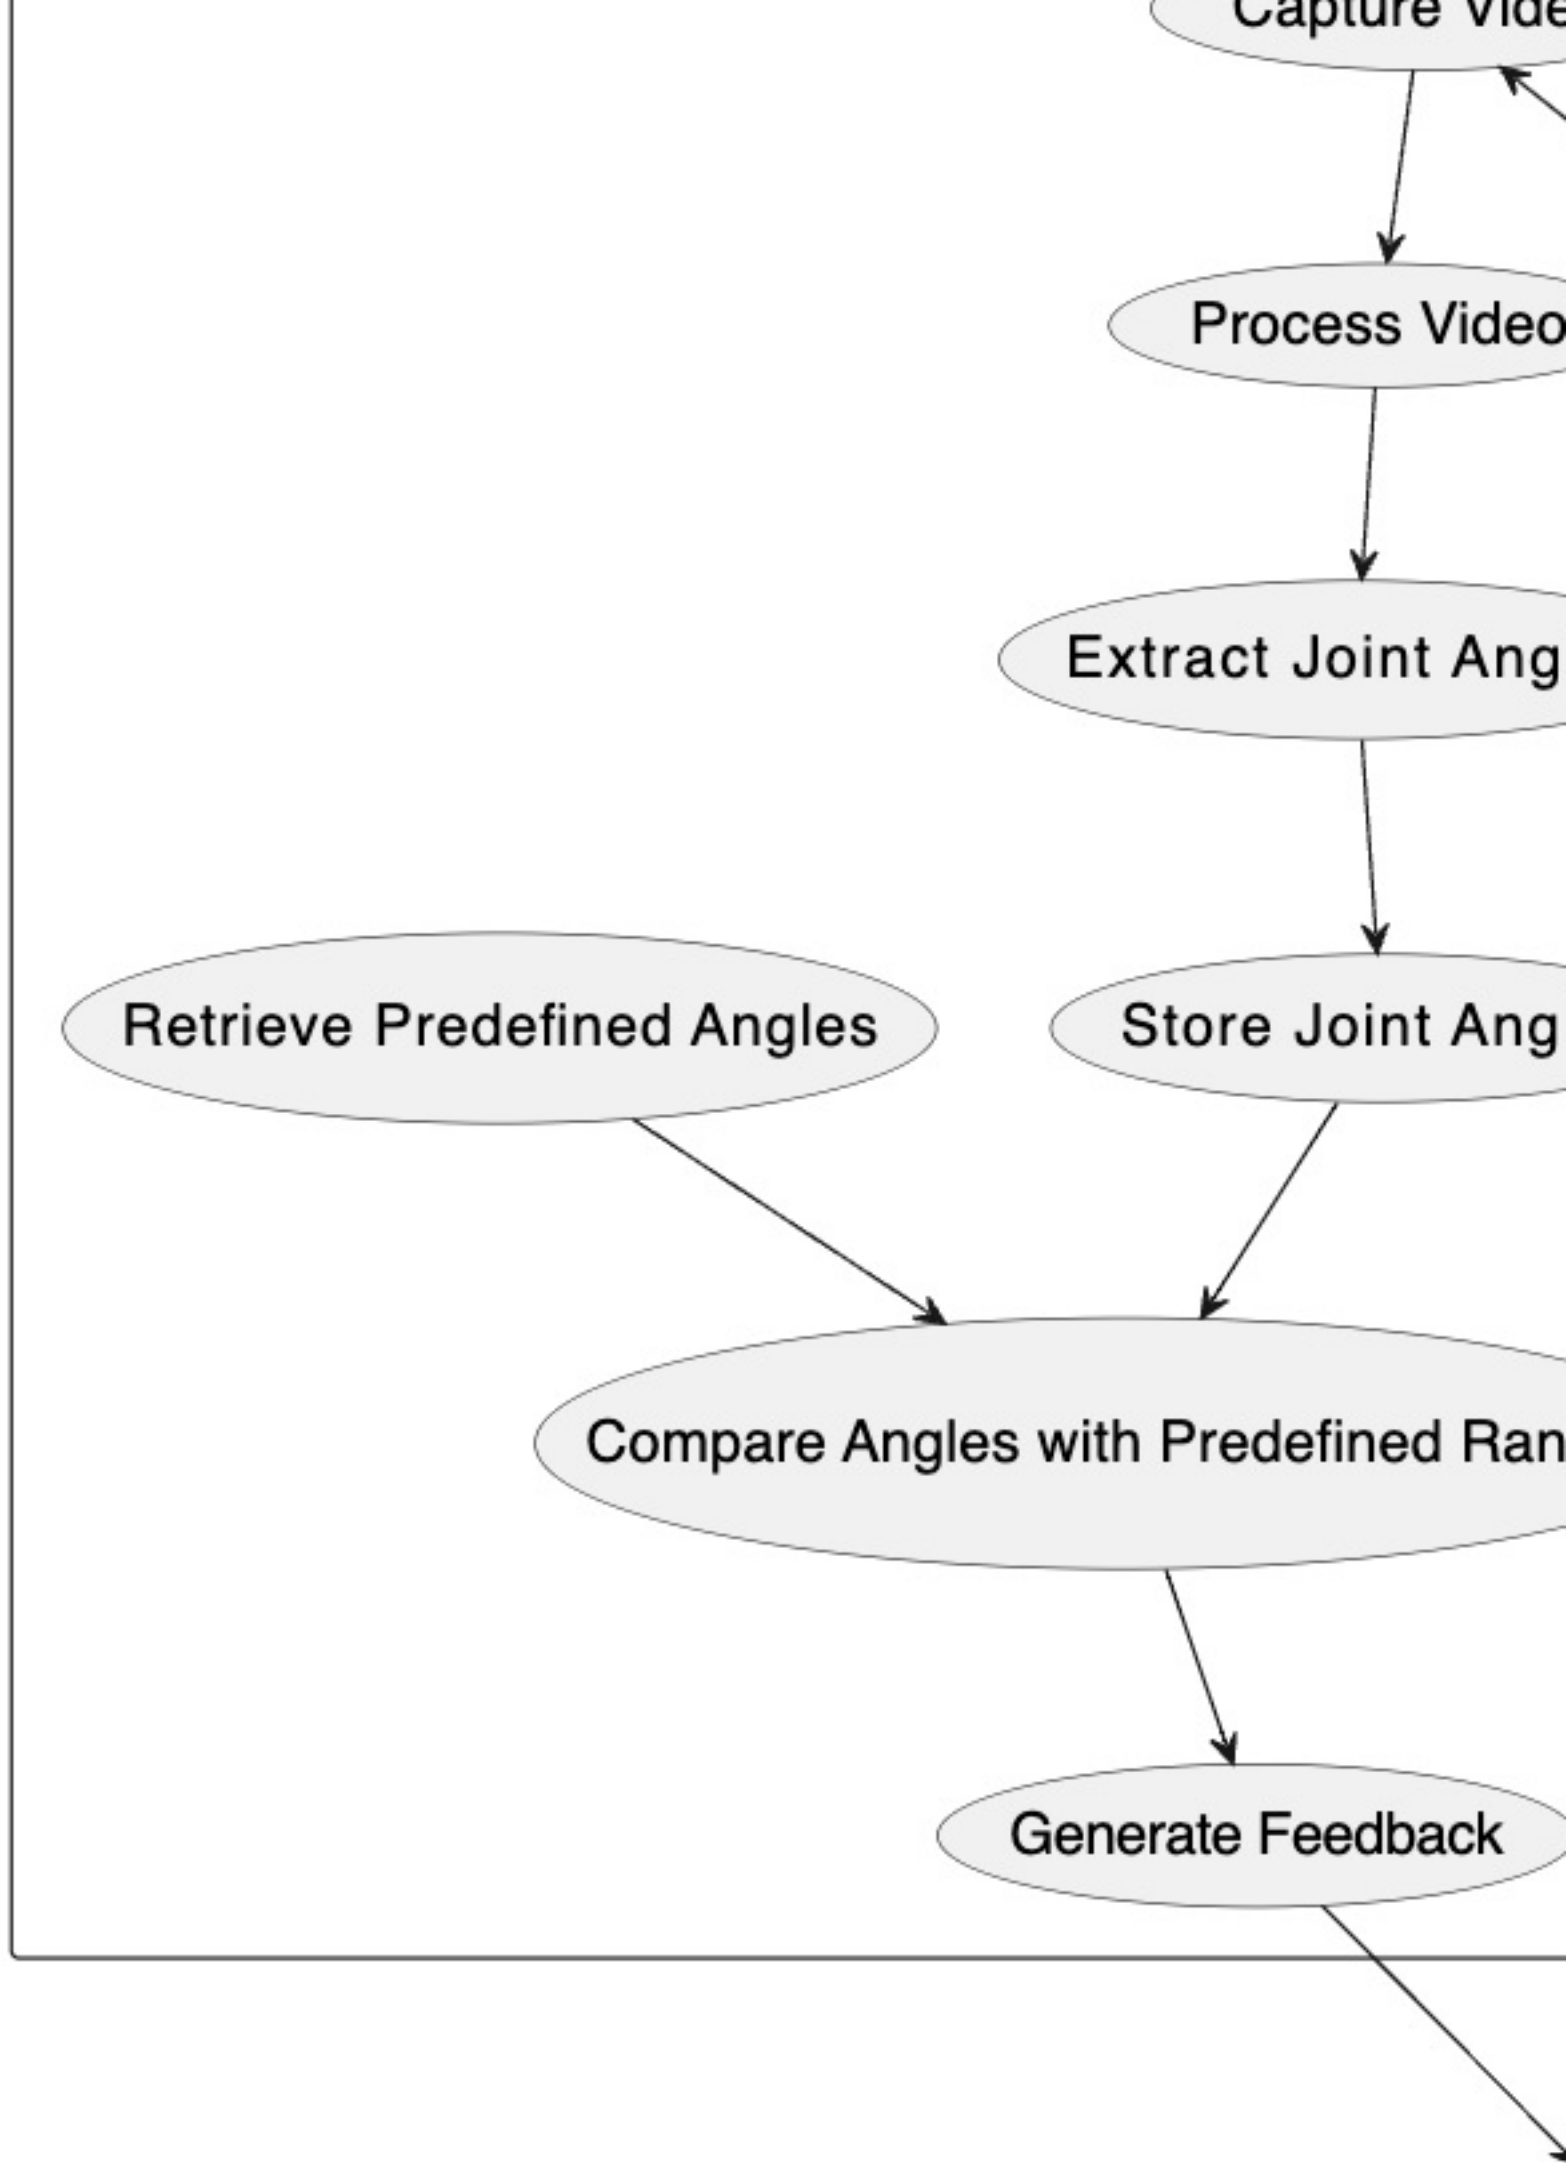 Capture Vide
Process Video
Extract Joint Ang
Retrieve Predefined Angles
Store Joint Ang
Compare Angles with Predefined Ran
Generate Feedback